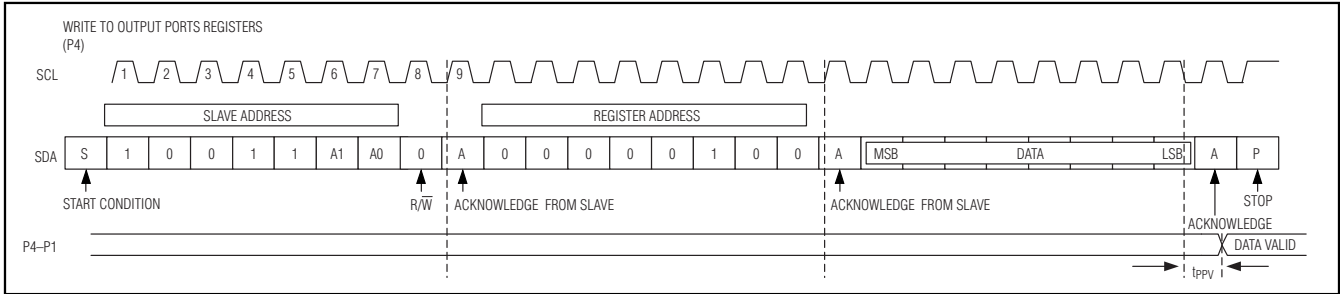 WRITE TO OUTPUT PORTS REGISTERS
(P4)
SCL 1 2 3 4 5 6 7 8 9
SLAVE ADDRESS REGISTER ADDRESS
SDA S 1 0 0 1 1 A1 A0 0 A 0 0 0 0 0 1 0 0 A MSB DATA LSB A P
START CONDITION R/W̅ ACKNOWLEDGE FROM SLAVE ACKNOWLEDGE FROM SLAVE STOP
ACKNOWLEDGE
P4–P1 DATA VALID
tPPV